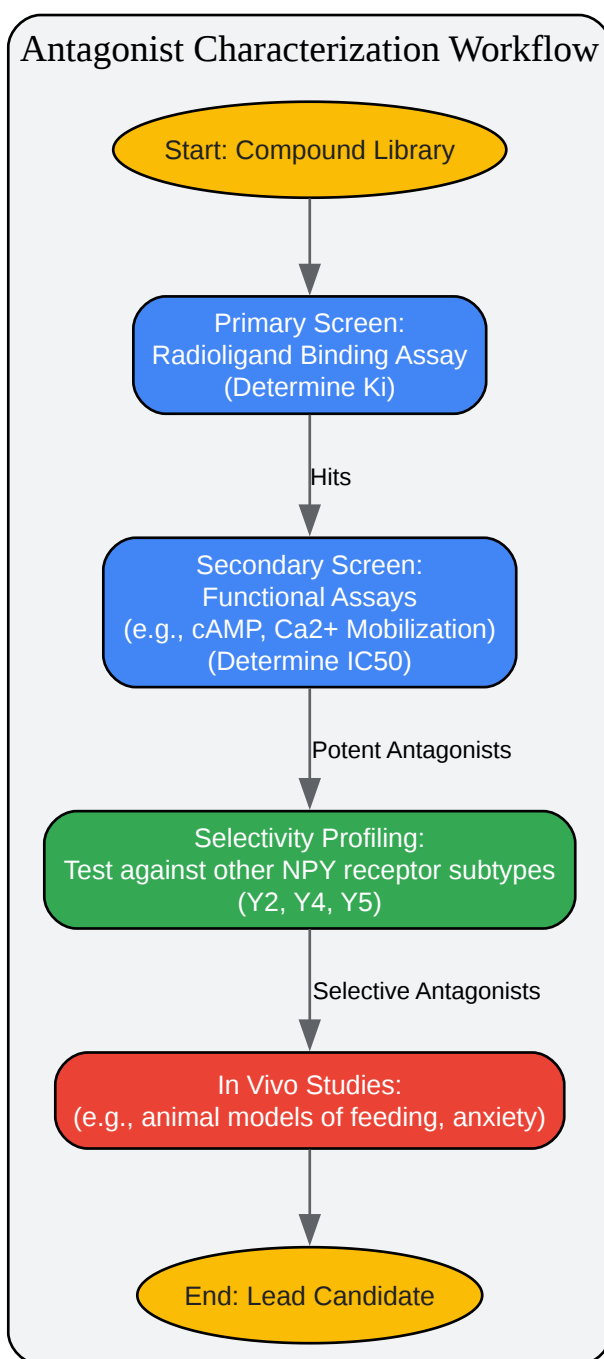 Antagonist Characterization Workflow
Start: Compound Library
Primary Screen:
Radioligand Binding Assay
(Determine Ki)
Hits
Secondary Screen:
Functional Assays
(e.g., cAMP, Ca2+ Mobilization)
(Determine IC50)
Potent Antagonists
Selectivity Profiling:
Test against other NPY receptor subtypes
(Y2, Y4, Y5)
Selective Antagonists
In Vivo Studies:
(e.g., animal models of feeding, anxiety)
End: Lead Candidate